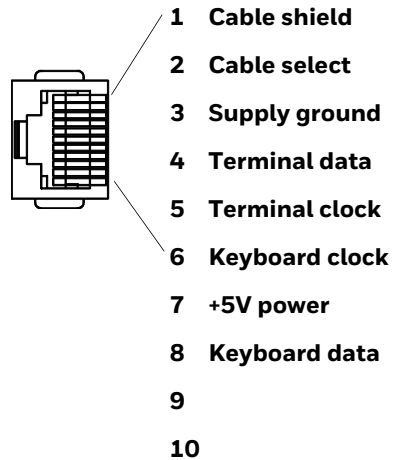 1 Cable shield
2 Cable select
3 Supply ground
4 Terminal data
5 Terminal clock
6 Keyboard clock
7 +5V power
8 Keyboard data
9
10